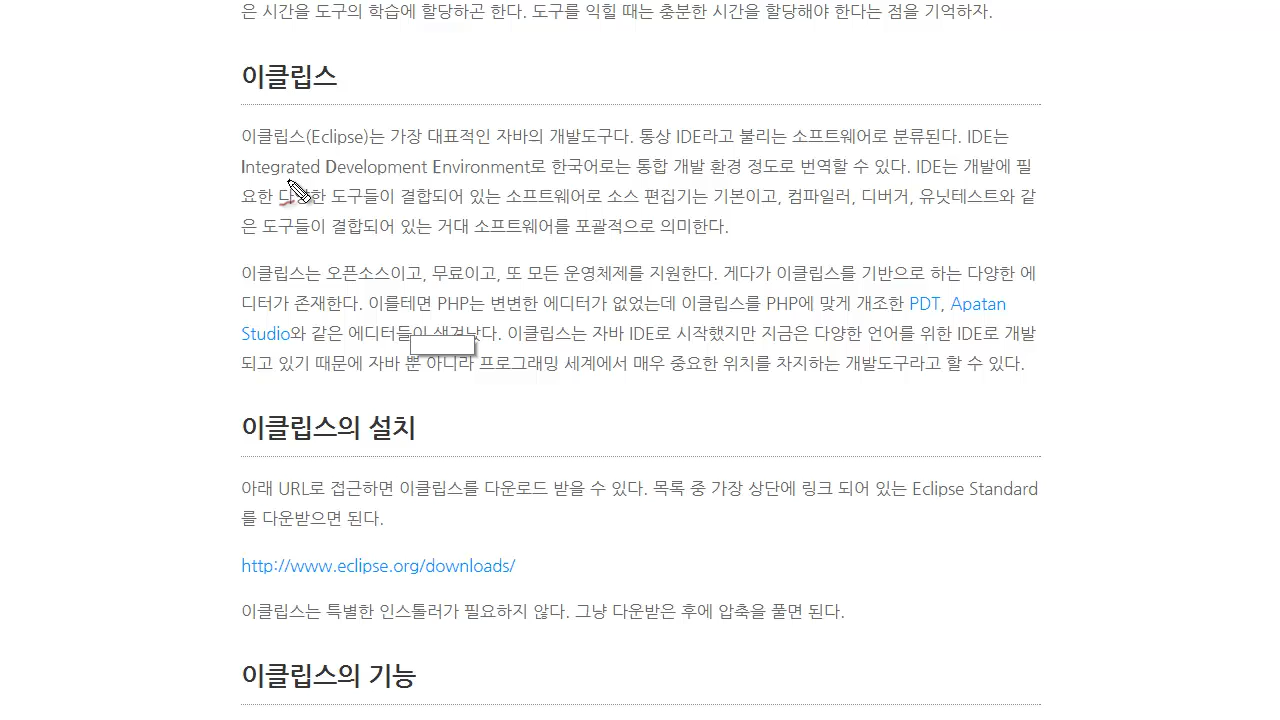 은 시간을 도구의 학습에 할당하곤 한다. 도구를 익힐 때는 충분한 시간을 할당해야 한다는 점을 기억하자.
이클립스
이클립스(Eclipse)는 가장 대표적인 자바의 개발도구다. 통상 IDE라고 불리는 소프트웨어로 분류된다. IDE는
Integrated Development Environment로 한국어로는 통합 개발 환경 정도로 번역할 수 있다. IDE는 개발에 필
요한 다양한 도구들이 결합되어 있는 소프트웨어로 소스 편집기는 기본이고, 컴파일러, 디버거, 유닛테스트와 같
은 도구들이 결합되어 있는 거대 소프트웨어를 포괄적으로 의미한다.
이클립스는 오픈소스이고, 무료이고, 또 모든 운영체제를 지원한다. 게다가 이클립스를 기반으로 하는 다양한 에
디터가 존재한다. 이를테면 PHP는 변변한 에디터가 없었는데 이클립스를 PHP에 맞게 개조한 PDT, Apatan
Studio와 같은 에디터들이 생겨났다. 이클립스는 자바 IDE로 시작했지만 지금은 다양한 언어를 위한 IDE로 개발
되고 있기 때문에 자바 뿐 아니라 프로그래밍 세계에서 매우 중요한 위치를 차지하는 개발도구라고 할 수 있다.
이클립스의 설치
아래 URL로 접근하면 이클립스를 다운로드 받을 수 있다. 목록 중 가장 상단에 링크 되어 있는 Eclipse Standard
를 다운받으면 된다.
http://www.eclipse.org/downloads/
이클립스는 특별한 인스톨러가 필요하지 않다. 그냥 다운받은 후에 압축을 풀면 된다.
이클립스의 기능